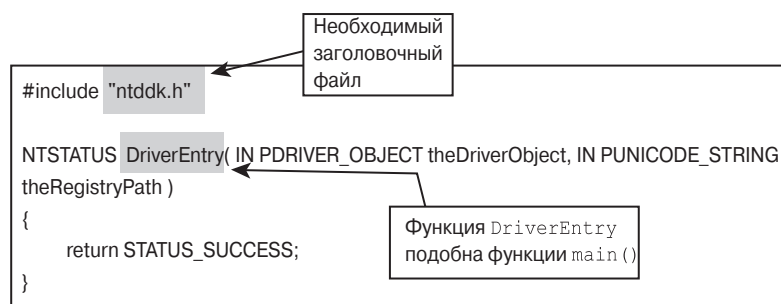 Необходимый
заголовочный
файл
#include "ntddk.h"
NTSTATUS DriverEntry( IN PDRIVER_OBJECT theDriverObject, IN PUNICODE_STRING
theRegistryPath )
{
return STATUS_SUCCESS;
}
Функция DriverEntry
подобна функции main()